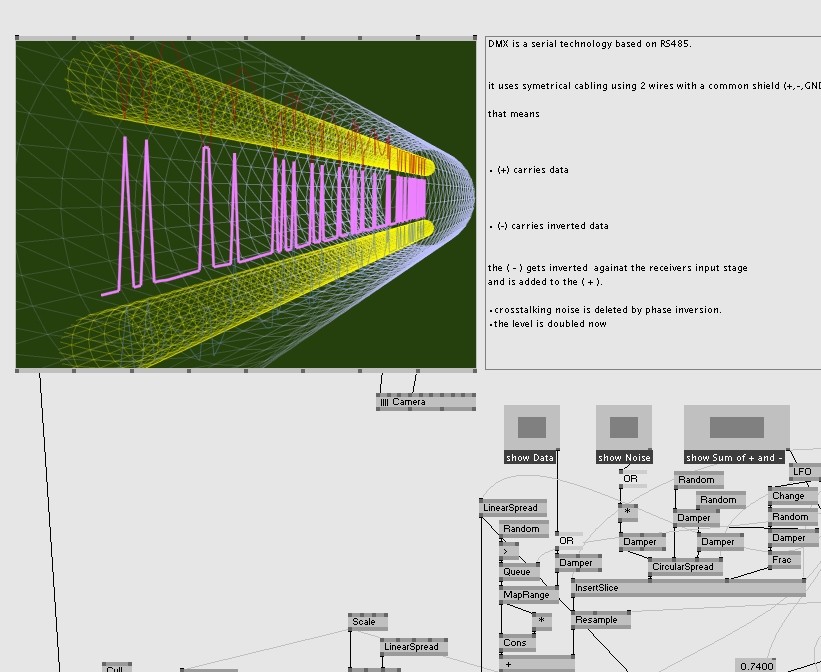 DMX is a serial technology based on RS485.
it uses symetrical cabling using 2 wires with a common shield (+,-,GND
that means
• (+) carries data
• (-) carries inverted data
the ( - ) gets inverted againat the receivers input stage
and is added to the ( + ).
•crosstalking noise is deleted by phase inversion.
•the level is doubled now
Camera
show Data
show Noise
show Sum of + and -
LFO
OR
Random
Change
LinearSpread
Random
*
Damper
Random
Random
OR
Damper
Damper
Damper
>
Damper
CircularSpread
Frac
Queue
InsertSlice
MapRange
Scale
*
Resample
LinearSpread
Cons
Cull
+
0.7400